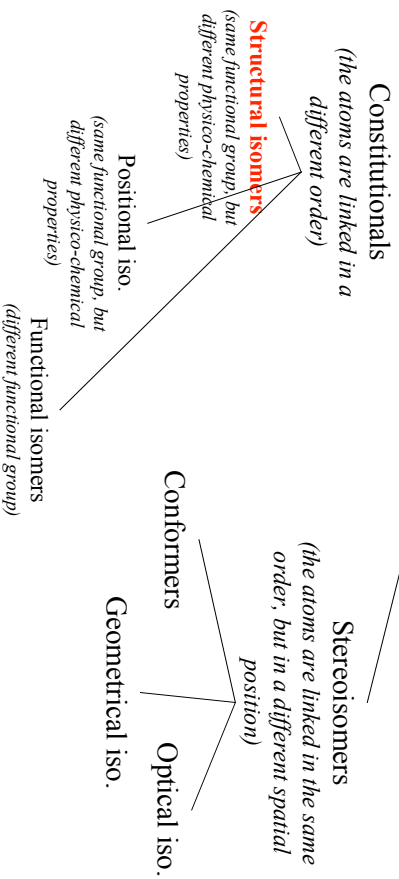 Constitutionals
(the atoms are linked in a
different order)
Structural isomers
(same functional group, but
different physico-chemical
properties)
Positional iso.
(same functional group, but
different physico-chemical
properties)
Functional isomers
(different functional group)
Stereoisomers
(the atoms are linked in the same
order, but in a different spatial
position)
Conformers
Geometrical iso.
Optical iso.